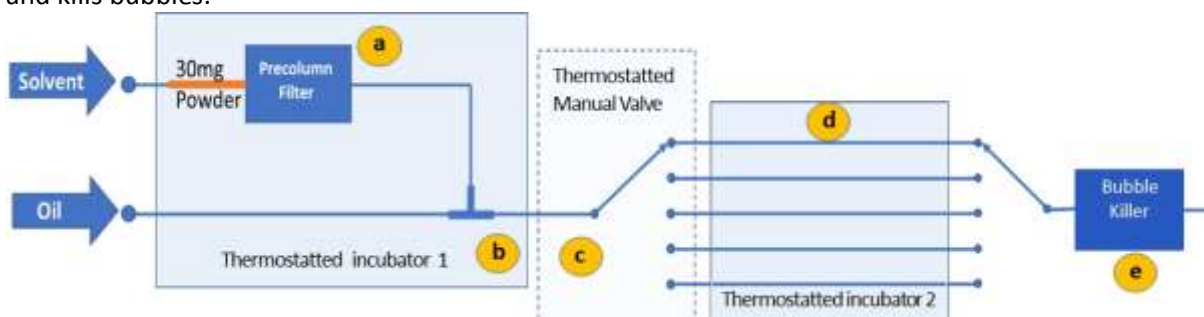 and kills bubbles.
Solvent
30mg
Powder
Precolumn
Filter
a
Thermostatted
Manual Valve
d
Oil
b
c
Bubble
Killer
Thermostatted incubator 1
Thermostatted incubator 2
e